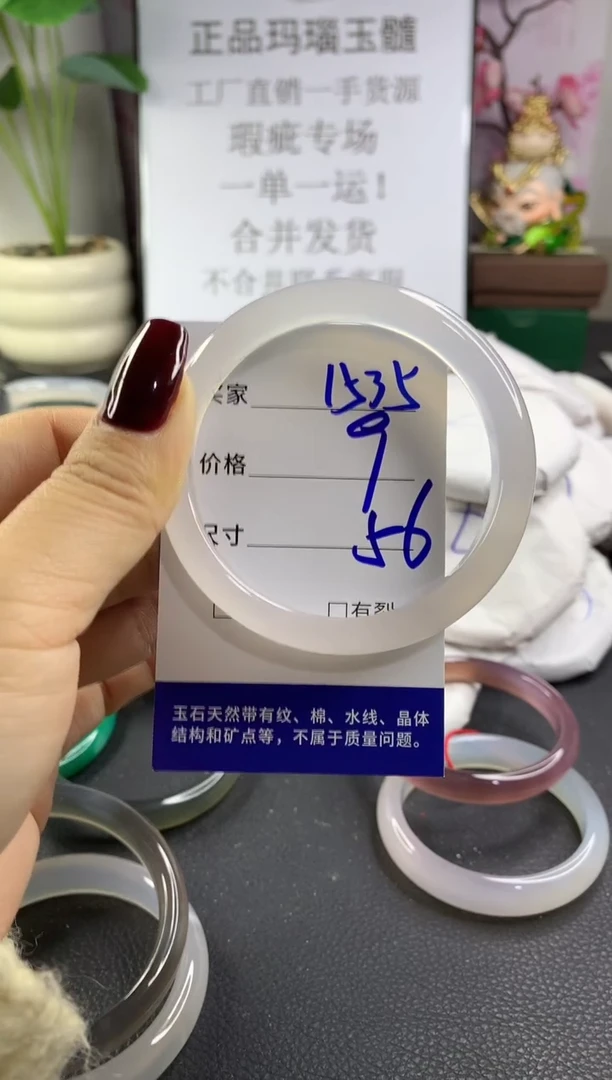 正品玛瑙玉髓
工厂直销一手货源
瑕疵专场
一单一运！
合并发货
家 1535
价格 9
尺寸 56
□ □有裂
玉石天然带有纹、棉、水线、晶体
结构和矿点等，不属于质量问题。